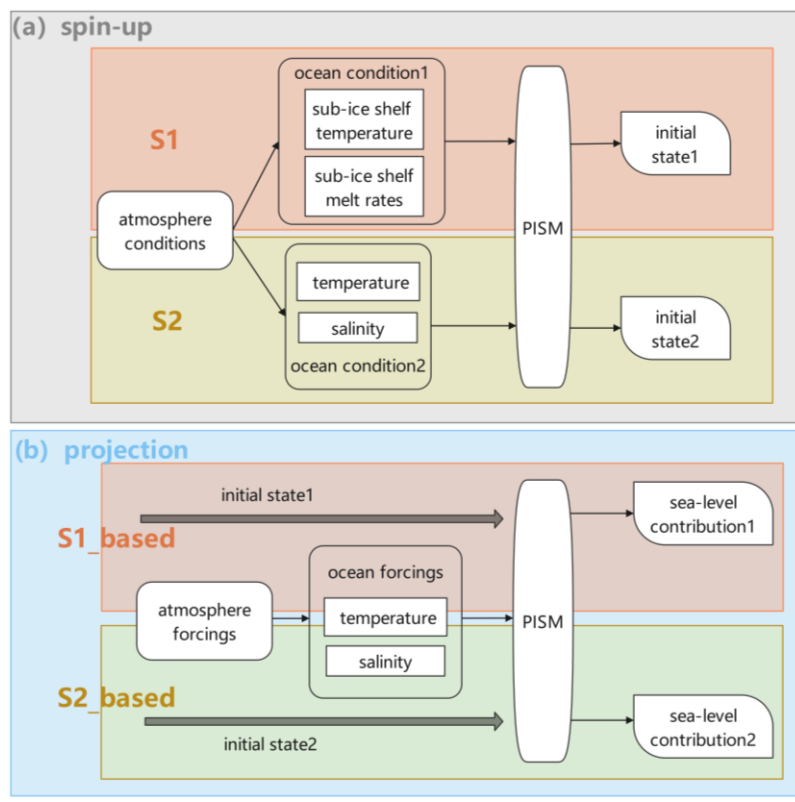 (a) spin-up
ocean condition1
sub-ice shelf
temperature
S1
sub-ice shelf
melt rates
initial
state1
atmosphere
conditions
PISM
temperature
S2
salinity
ocean condition2
initial
state2
(b) projection
initial state1
sea-level
contribution1
S1_based
ocean forcings
atmosphere
forcings
temperature
salinity
PISM
S2_based
initial state2
sea-level
contribution2